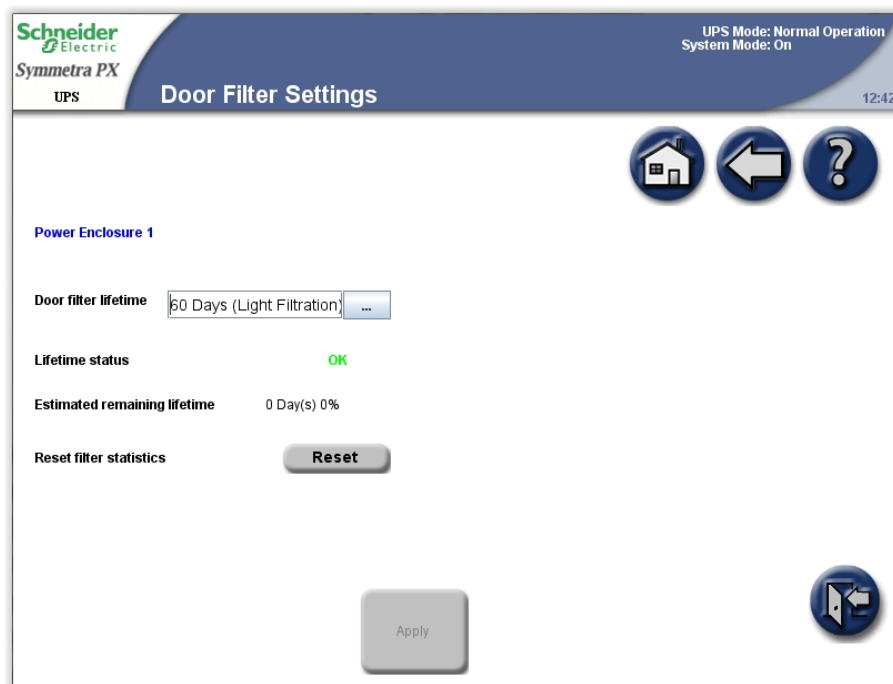 Schneider
Electric
Symmetra PX
UPS
Door Filter Settings
UPS Mode: Normal Operation
System Mode: On
12:42
?
Power Enclosure 1
Door filter lifetime
60 Days (Light Filtration)
...
Lifetime status
OK
Estimated remaining lifetime
0 Day(s) 0%
Reset filter statistics
Reset
Apply